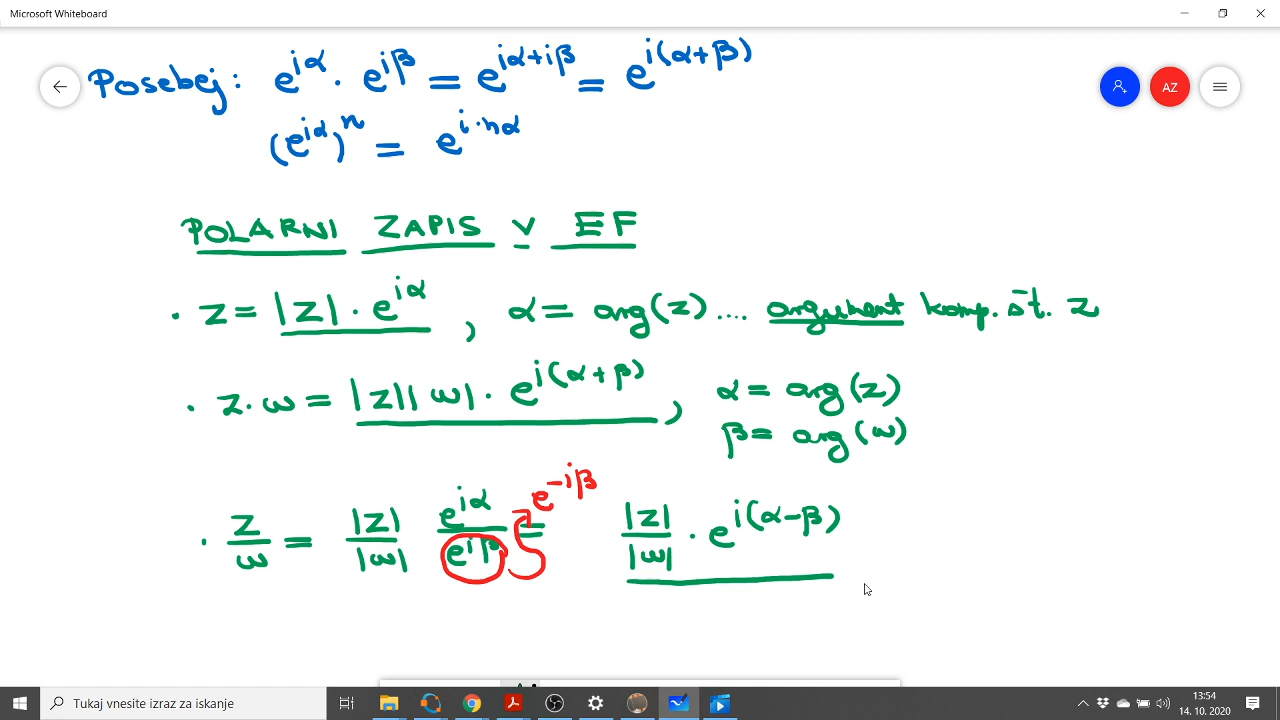 Microsoft Whiteboard
Posebej: e^{iα} · e^{iβ} = e^{iα+iβ} = e^{i(α+β)}
(e^{iα})^n = e^{i·nα}
AZ
POLARNI ZAPIS V EF
· z = |z| · e^{iα}, α = arg(z) .... argument komp. št. z
· z·w = |z||w| · e^{i(α+β)}, α = arg(z)
β = arg(w)
e^{-iβ}
· z/w = |z|/|w| e^{iα}/e^{iβ} = |z|/|w| · e^{i(α-β)}
Tukaj vnesite izraz za iskanje
13:54
14. 10. 2020